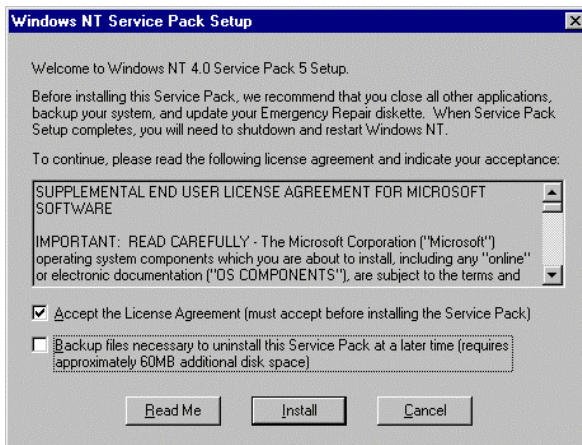 Windows NT Service Pack Setup
Welcome to Windows NT 4.0 Service Pack 5 Setup.
Before installing this Service Pack, we recommend that you close all other applications,
backup your system, and update your Emergency Repair diskette. When Service Pack
Setup completes, you will need to shutdown and restart Windows NT.
To continue, please read the following license agreement and indicate your acceptance:
SUPPLEMENTAL END USER LICENSE AGREEMENT FOR MICROSOFT
SOFTWARE
IMPORTANT: READ CAREFULLY - The Microsoft Corporation ("Microsoft")
operating system components which you are about to install, including any "online"
or electronic documentation ("OS COMPONENTS"), are subject to the terms and
Accept the License Agreement (must accept before installing the Service Pack)
Backup files necessary to uninstall this Service Pack at a later time (requires
approximately 60MB additional disk space)
Read Me Install Cancel